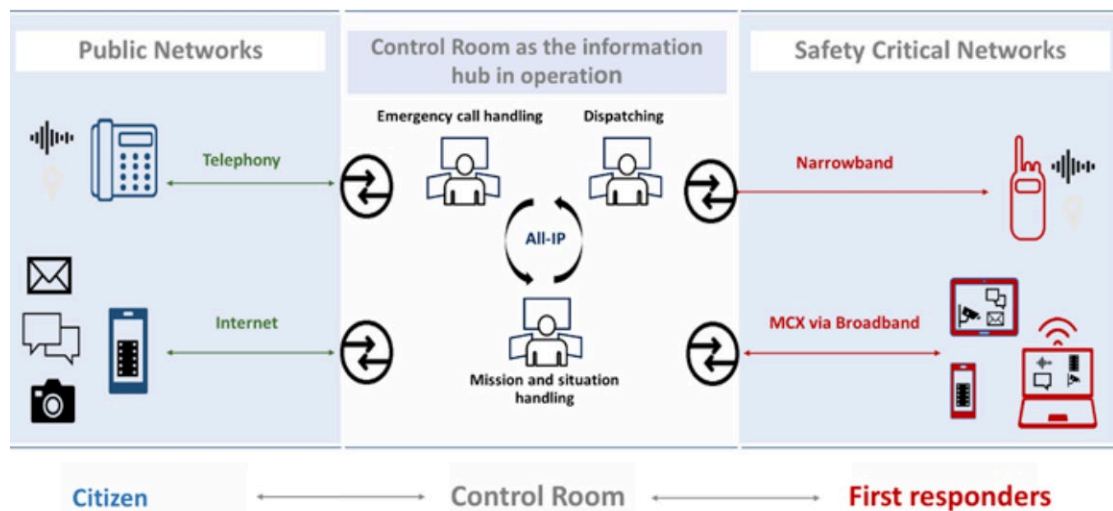 Public Networks
Control Room as the information
hub in operation
Safety Critical Networks
Emergency call handling
Dispatching
Telephony
Narrowband
All-IP
Internet
MCX via Broadband
Mission and situation
handling
Citizen
Control Room
First responders